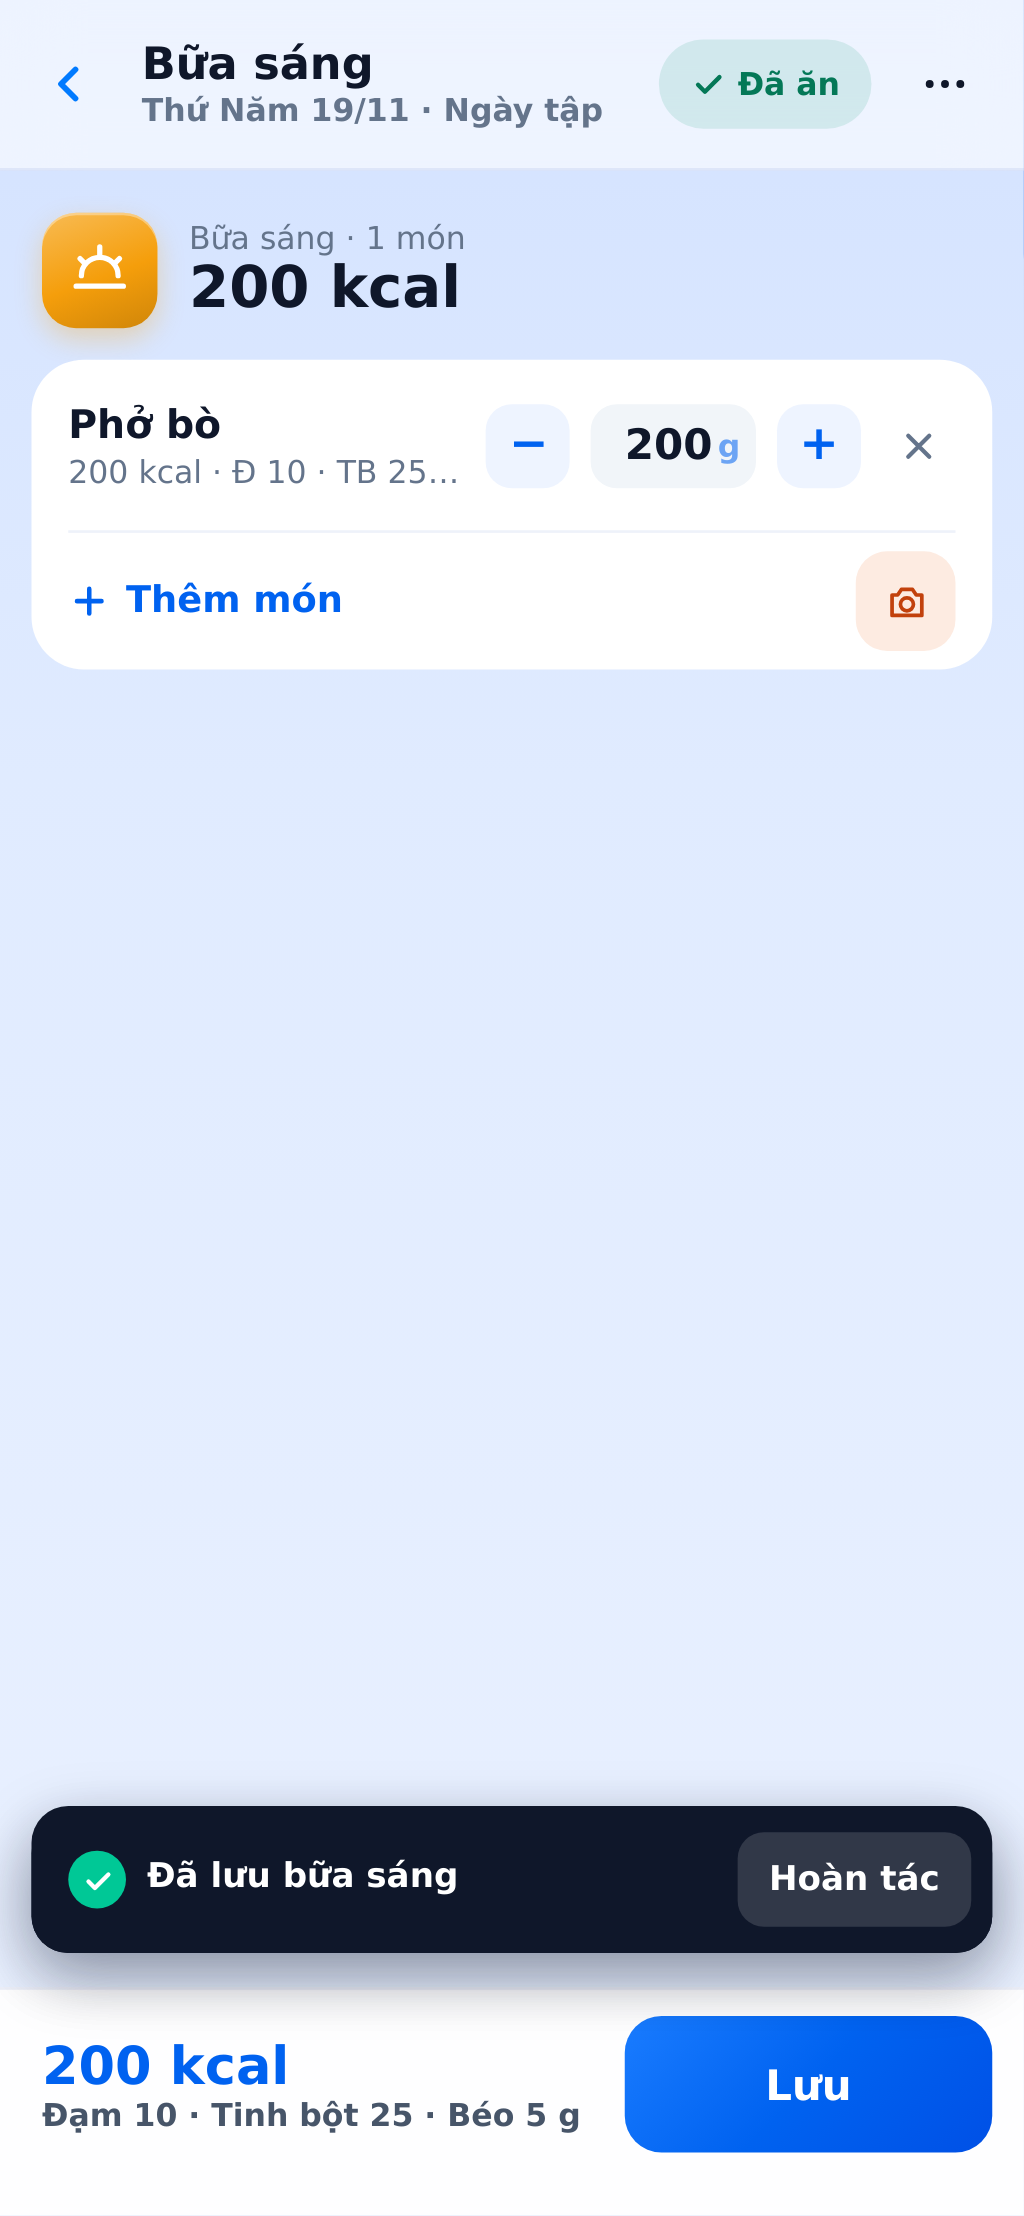 Bữa sáng
Thứ Năm 19/11 · Ngày tập
Đã ăn
Bữa sáng · 1 món
200 kcal
Phở bò
200 kcal · Đ 10 · TB 25...
200 g
Thêm món
Đã lưu bữa sáng
Hoàn tác
200 kcal
Đạm 10 · Tinh bột 25 · Béo 5 g
Lưu